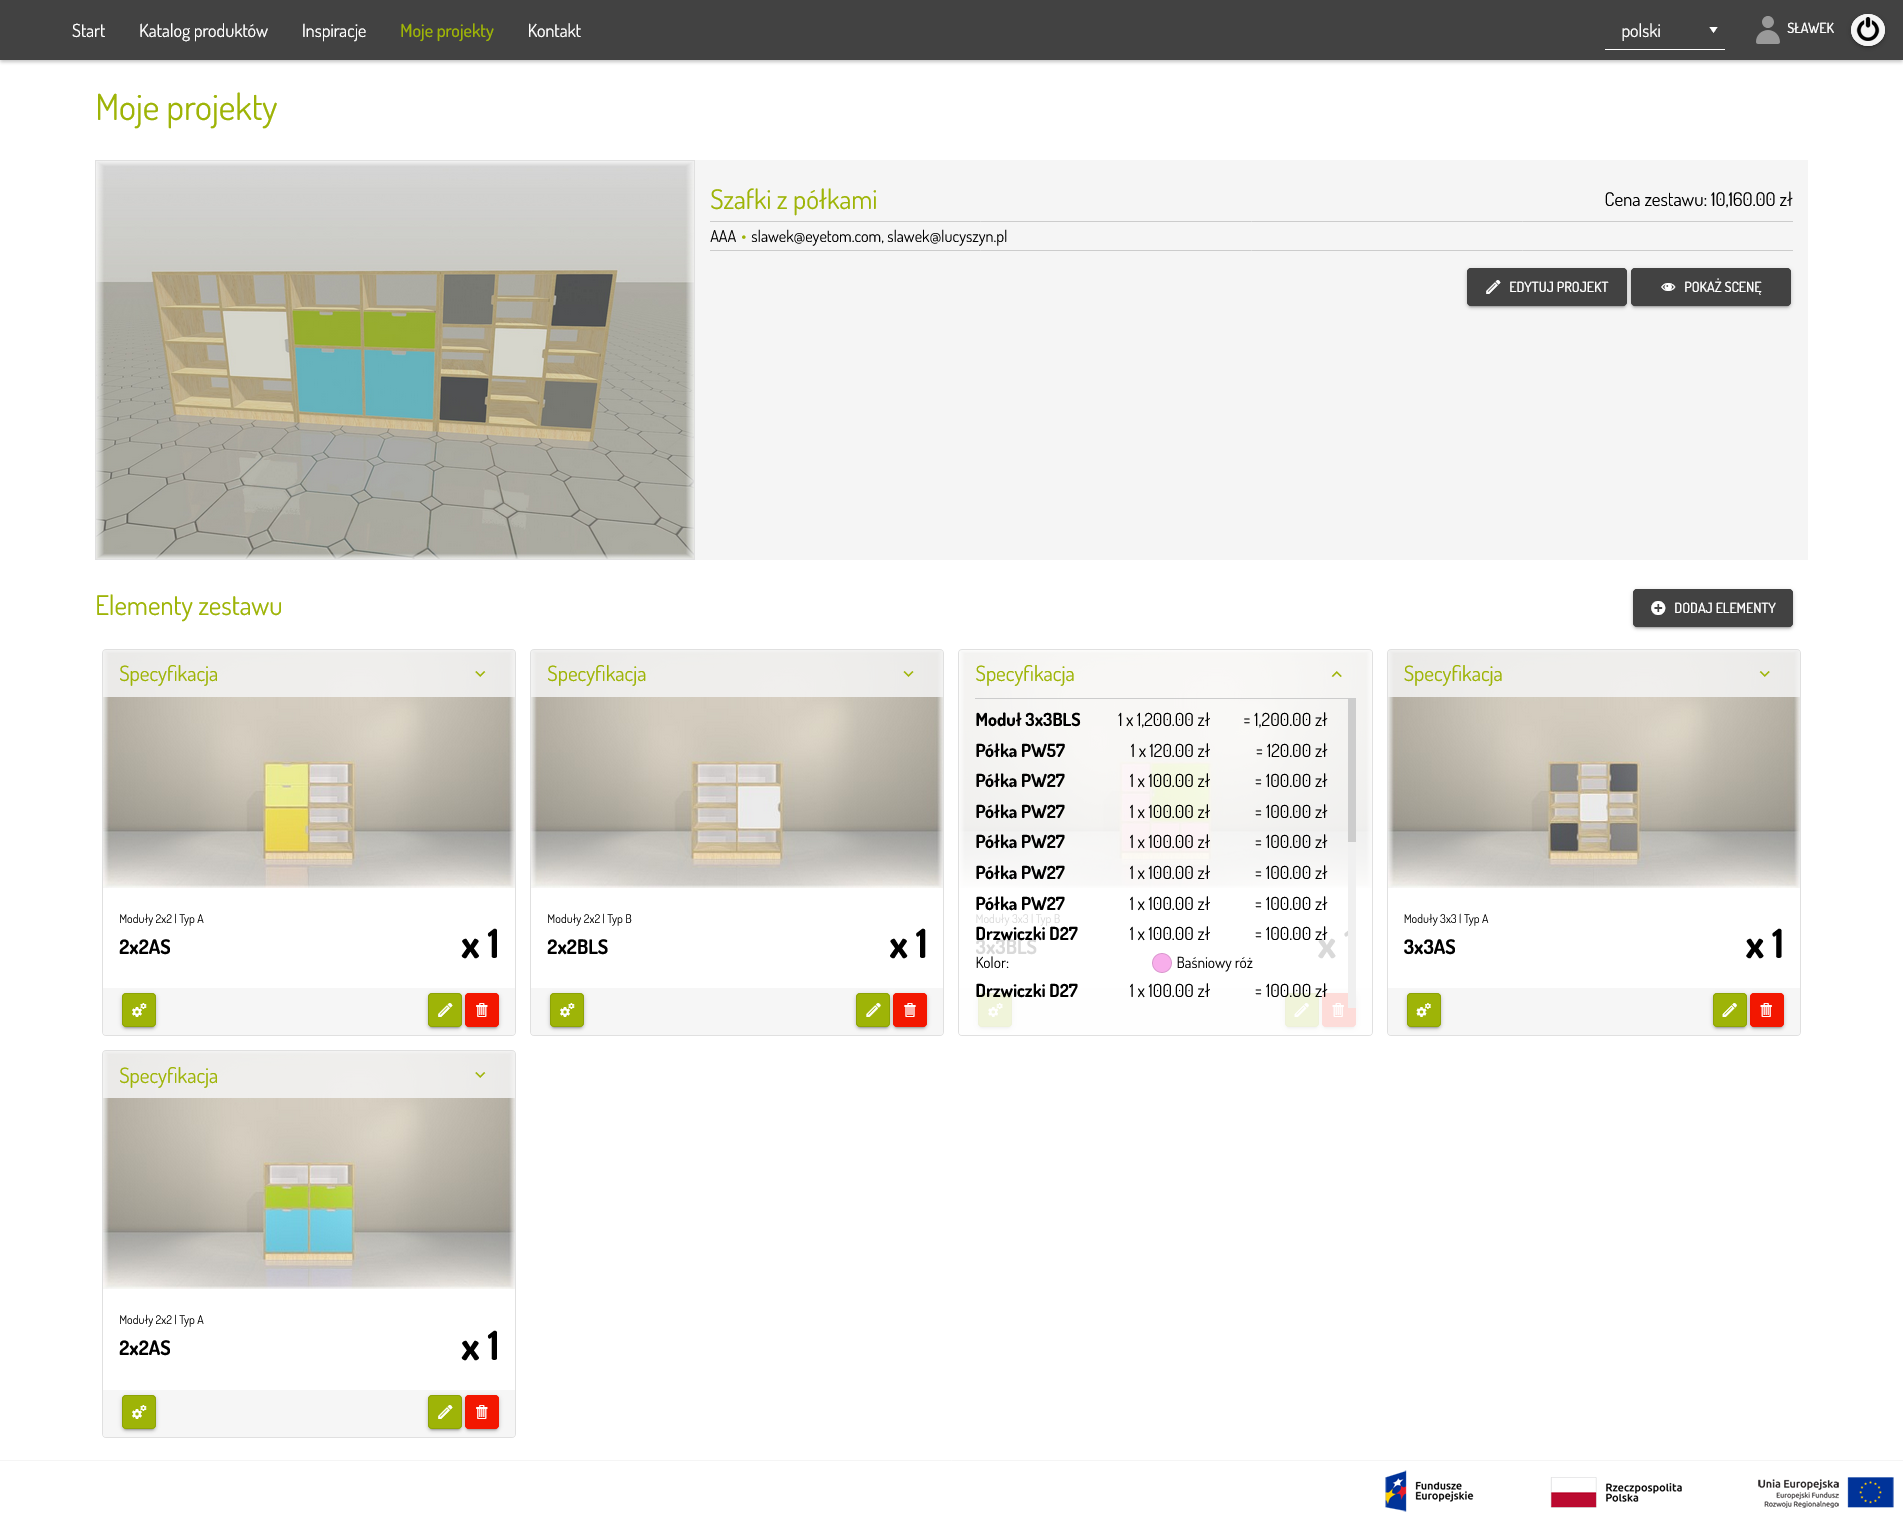 Start Katalog produktów Inspiracje Moje projekty Kontakt polski SŁAWEK
Moje projekty
Szafki z półkami Cena zestawu: 10,160.00 zł
AAA • slawek@eyetom.com, slawek@lucyszyn.pl
EDYTUJ PROJEKT POKAŻ SCENĘ
Elementy zestawu DODAJ ELEMENTY
Specyfikacja
Moduły 2x2 | Typ A
2x2AS x 1
Specyfikacja
Moduły 2x2 | Typ B
2x2BLS x 1
Specyfikacja
Moduł 3x3BLS 1 x 1,200.00 zł = 1,200.00 zł
Półka PW57 1 x 120.00 zł = 120.00 zł
Półka PW27 1 x 100.00 zł = 100.00 zł
Półka PW27 1 x 100.00 zł = 100.00 zł
Półka PW27 1 x 100.00 zł = 100.00 zł
Półka PW27 1 x 100.00 zł = 100.00 zł
Półka PW27 1 x 100.00 zł = 100.00 zł
Moduły 3x3 | Typ B
Drzwiczki D27 1 x 100.00 zł = 100.00 zł
3x3BLS x 1
Kolor: Baśniowy róż
Drzwiczki D27 1 x 100.00 zł = 100.00 zł
Specyfikacja
Moduły 3x3 | Typ A
3x3AS x 1
Specyfikacja
Moduły 2x2 | Typ A
2x2AS x 1
Fundusze
Europejskie
Rzeczpospolita
Polska
Unia Europejska
Europejski Fundusz
Rozwoju Regionalnego